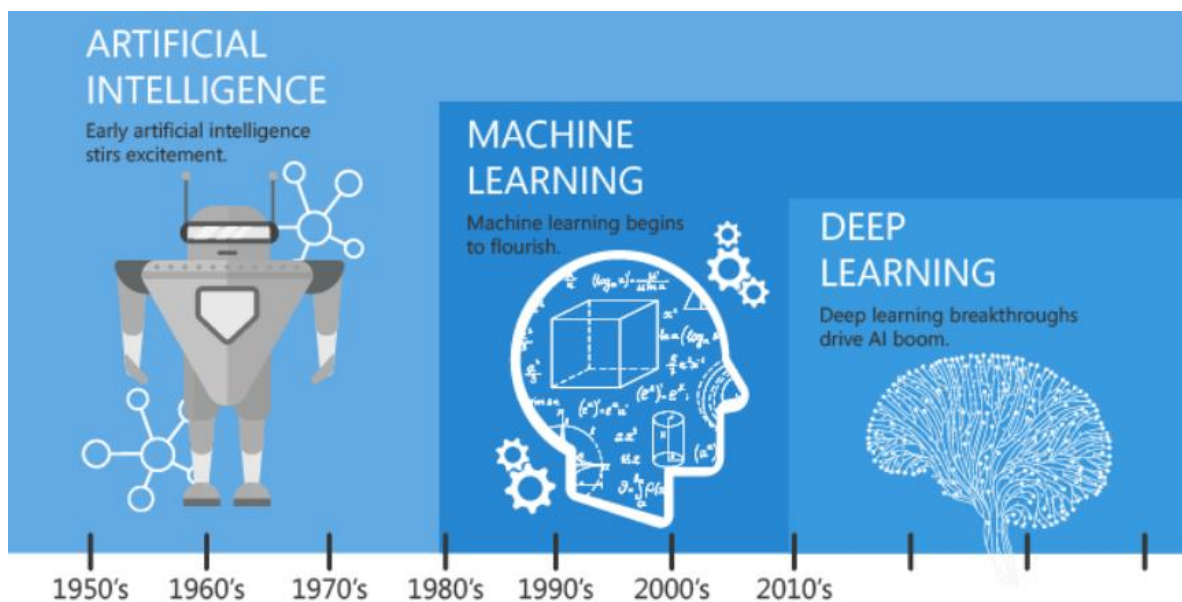 ARTIFICIAL
INTELLIGENCE
Early artificial intelligence
stirs excitement.
MACHINE
LEARNING
Machine learning begins
to flourish.
DEEP
LEARNING
Deep learning breakthroughs
drive AI boom.
1950's 1960's 1970's 1980's 1990's 2000's 2010's